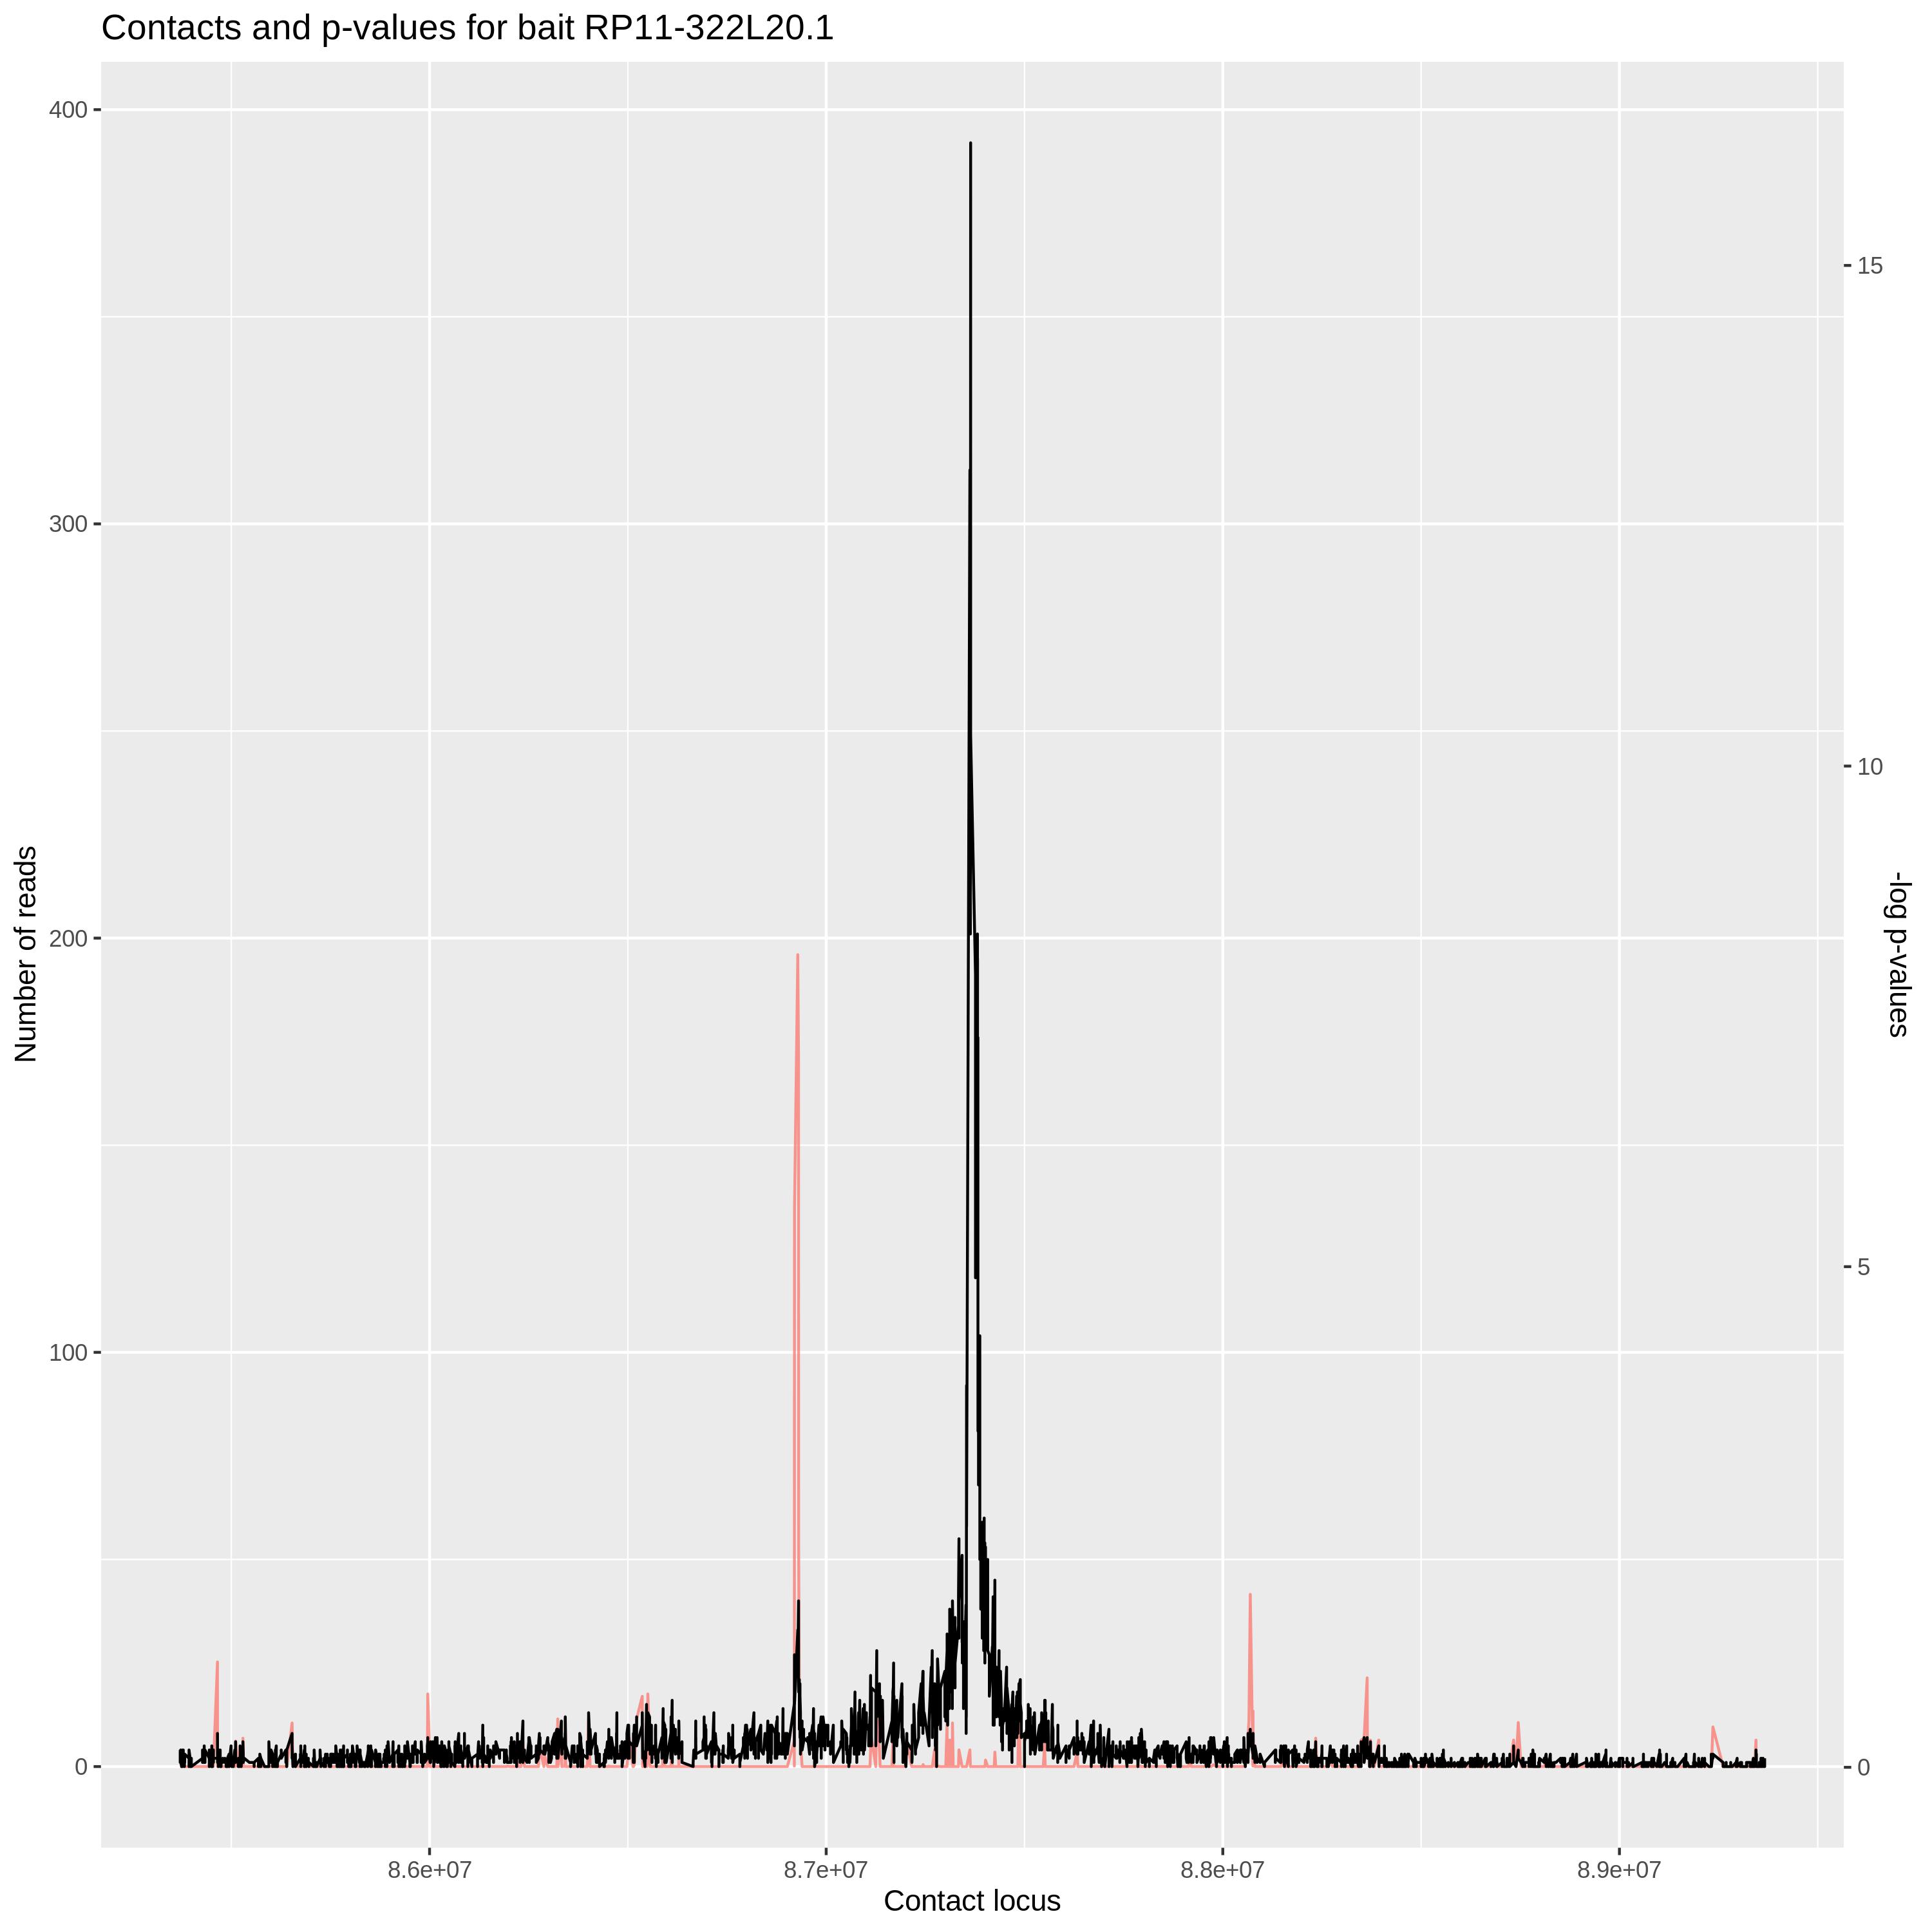 Contacts and p-values for bait RP11-322L20.1
400
300
200
100
0
Number of reads
15
10
5
0
-log p-values
8.6e+07 8.7e+07 8.8e+07 8.9e+07
Contact locus